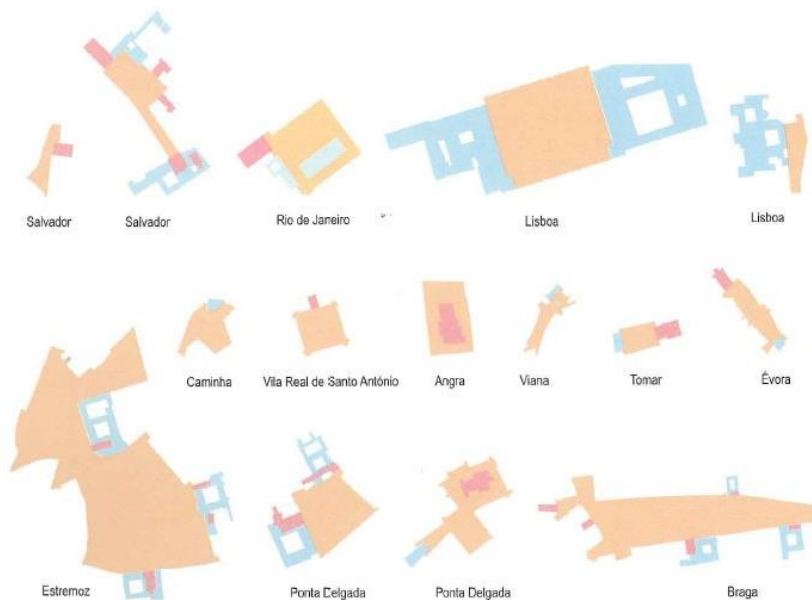 Salvador
Salvador
Rio de Janeiro
Lisboa
Lisboa
Caminha
Vila Real de Santo António
Angra
Viana
Tomar
Évora
Estremoz
Ponta Delgada
Ponta Delgada
Braga